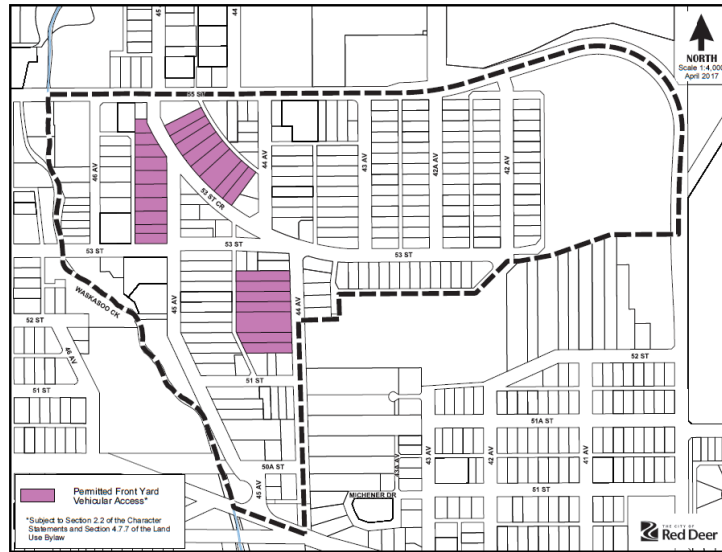 45
44
NORTH
Scale 1:4,000
April 2017
55 ST
46 AV
44 AV
43 AV
42A AV
42 AV
53 ST CR
53 ST
53 ST
53 ST
WASKASOO CK
45 AV
44 AV
52 ST
46 AV
52 ST
51 ST
51 ST
51A ST
43 AV
42 AV
41 AV
50A ST
43A AV
45 AV
MICHENER DR
51 ST
Permitted Front Yard
Vehicular Access*
*Subject to Section 2.2 of the Character
Statements and Section 4.7.7 of the Land
Use Bylaw
THE CITY OF
Red Deer